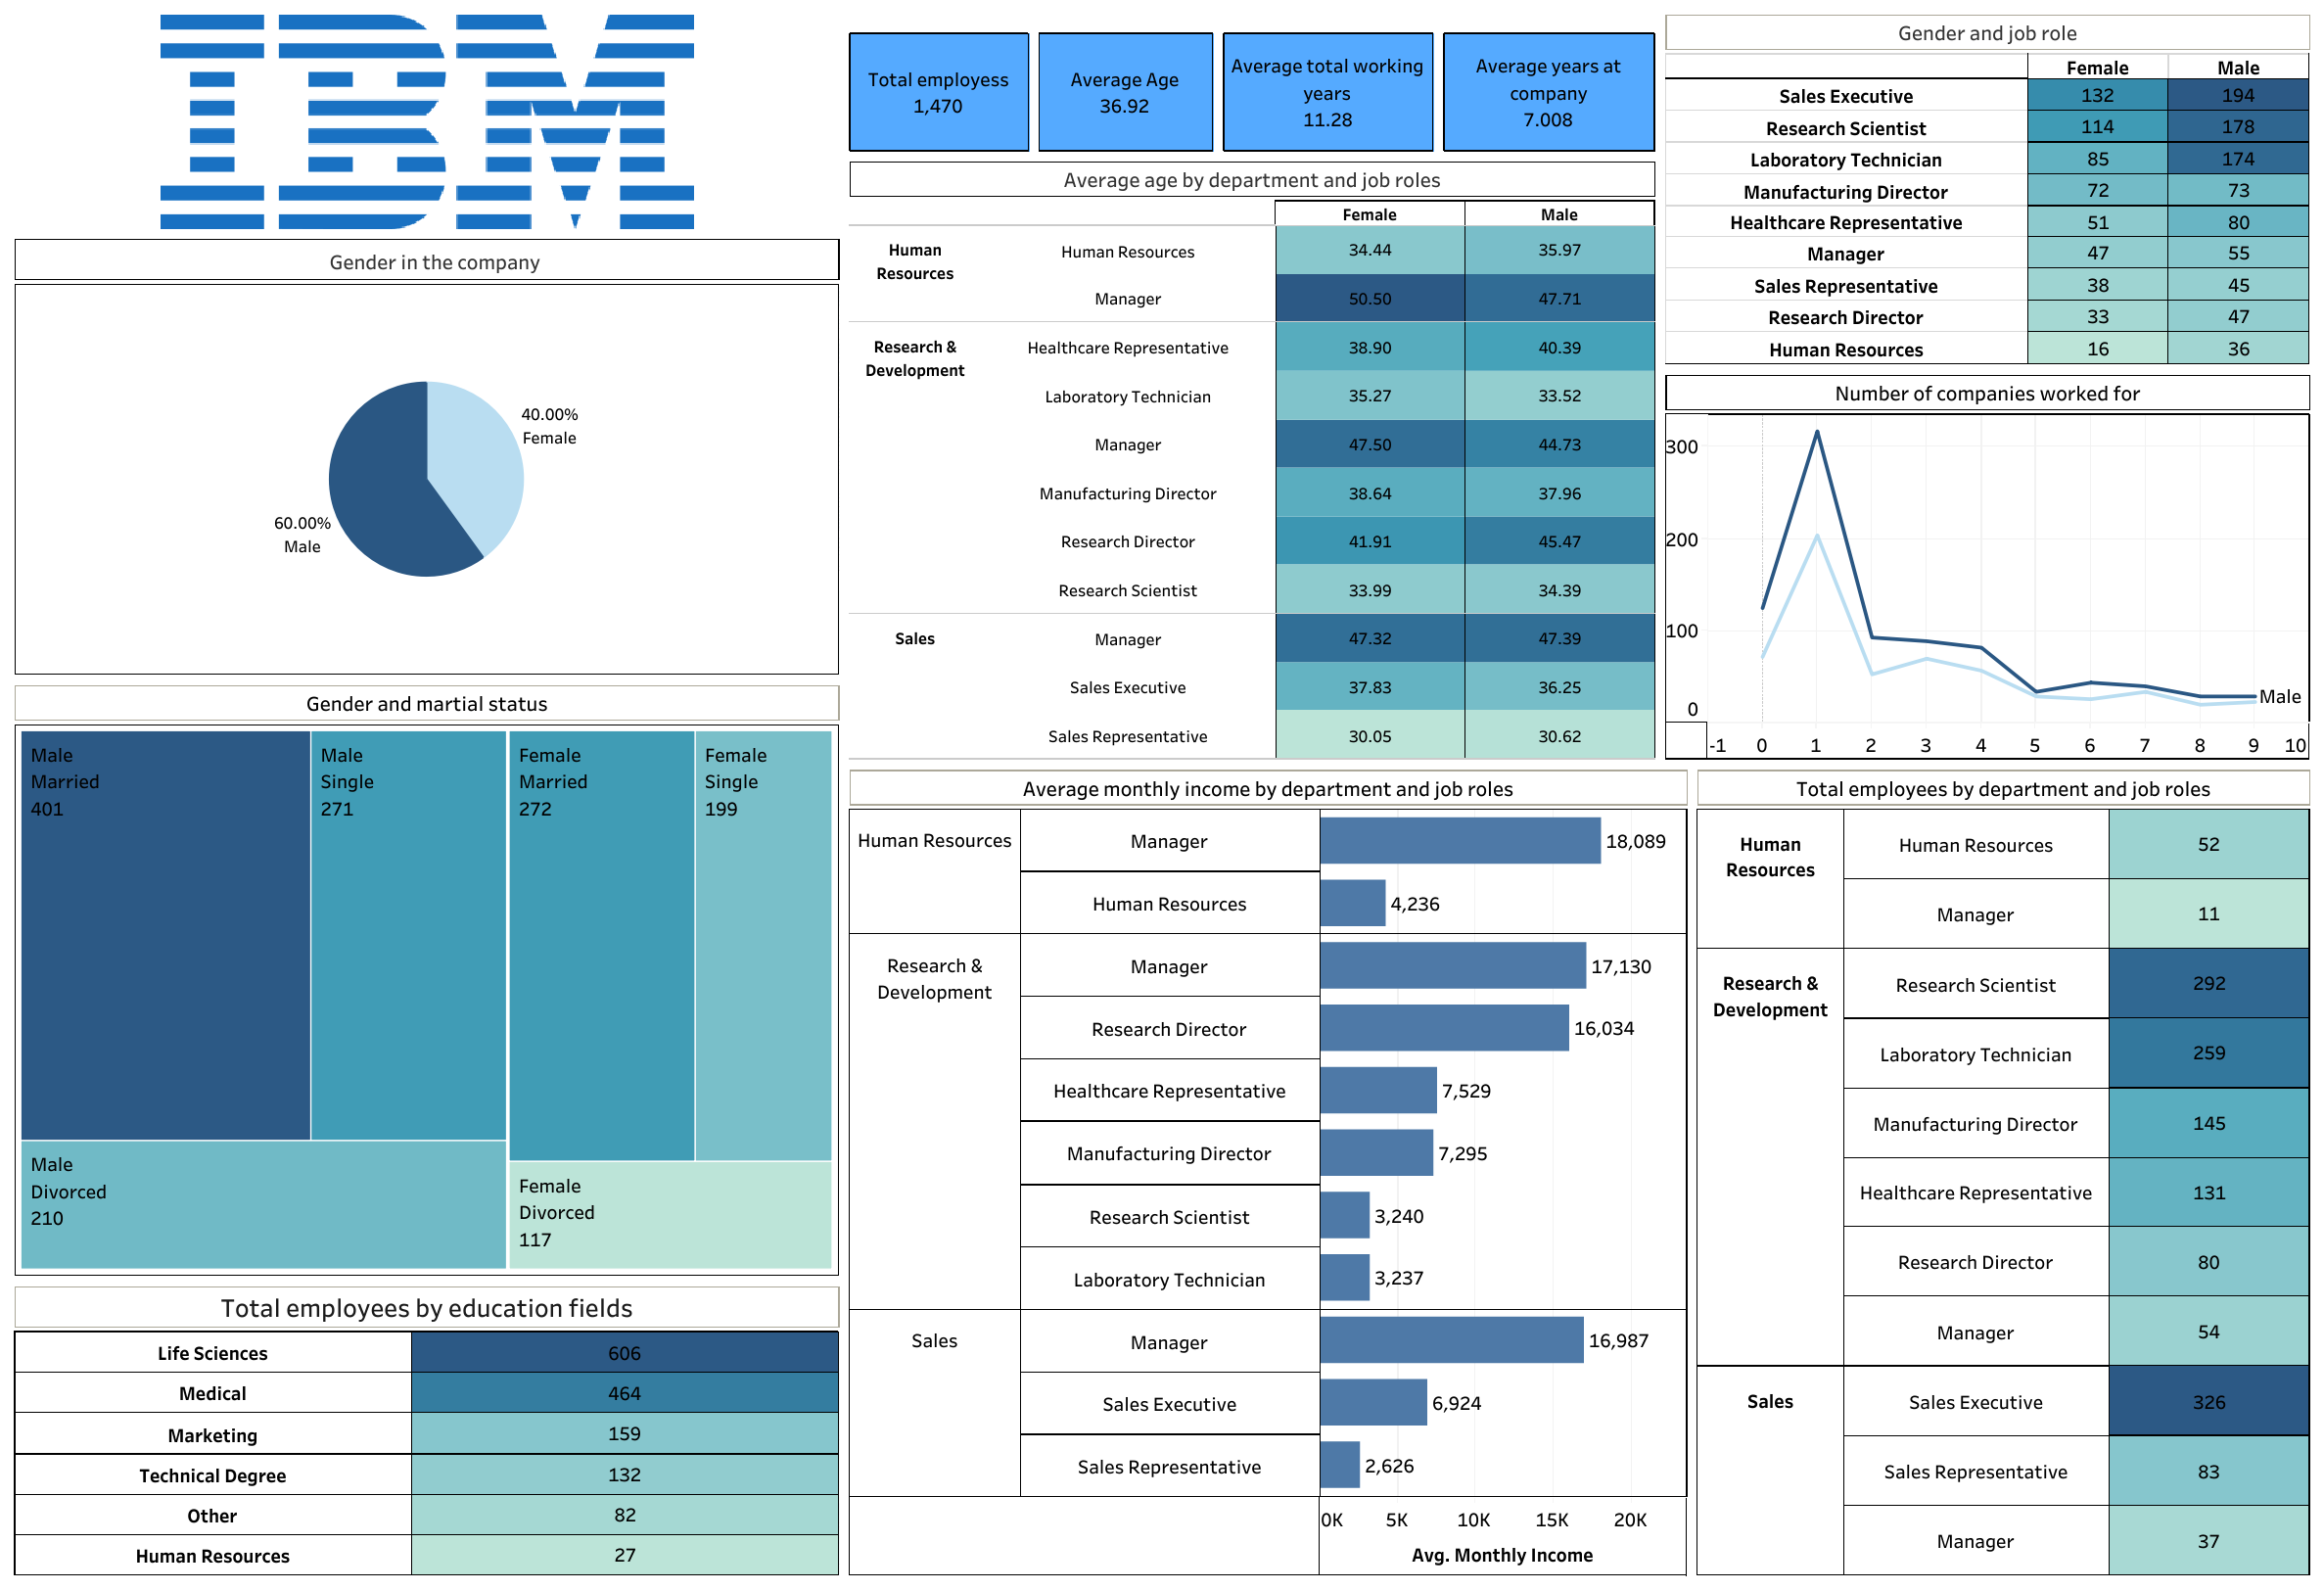 IBM
Gender in the company
40.00%
Female
60.00%
Male
Gender and martial status
Male
Married
401
Male
Single
271
Female
Married
272
Female
Single
199
Male
Divorced
210
Female
Divorced
117
Total employees by education fields
Life Sciences 606
Medical 464
Marketing 159
Technical Degree 132
Other 82
Human Resources 27
Total employess
1,470
Average Age
36.92
Average total working
years
11.28
Average years at
company
7.008
Average age by department and job roles
Female Male
Human
Resources
Human Resources 34.44 35.97
Manager 50.50 47.71
Research &
Development
Healthcare Representative 38.90 40.39
Laboratory Technician 35.27 33.52
Manager 47.50 44.73
Manufacturing Director 38.64 37.96
Research Director 41.91 45.47
Research Scientist 33.99 34.39
Sales
Manager 47.32 47.39
Sales Executive 37.83 36.25
Sales Representative 30.05 30.62
Gender and job role
Female Male
Sales Executive 132 194
Research Scientist 114 178
Laboratory Technician 85 174
Manufacturing Director 72 73
Healthcare Representative 51 80
Manager 47 55
Sales Representative 38 45
Research Director 33 47
Human Resources 16 36
Number of companies worked for
300
200
100
0
Male
-1 0 1 2 3 4 5 6 7 8 9 10
Average monthly income by department and job roles
Human Resources
Manager 18,089
Human Resources 4,236
Research &
Development
Manager 17,130
Research Director 16,034
Healthcare Representative 7,529
Manufacturing Director 7,295
Research Scientist 3,240
Laboratory Technician 3,237
Sales
Manager 16,987
Sales Executive 6,924
Sales Representative 2,626
0K 5K 10K 15K 20K
Avg. Monthly Income
Total employees by department and job roles
Human
Resources
Human Resources 52
Manager 11
Research &
Development
Research Scientist 292
Laboratory Technician 259
Manufacturing Director 145
Healthcare Representative 131
Research Director 80
Manager 54
Sales
Sales Executive 326
Sales Representative 83
Manager 37